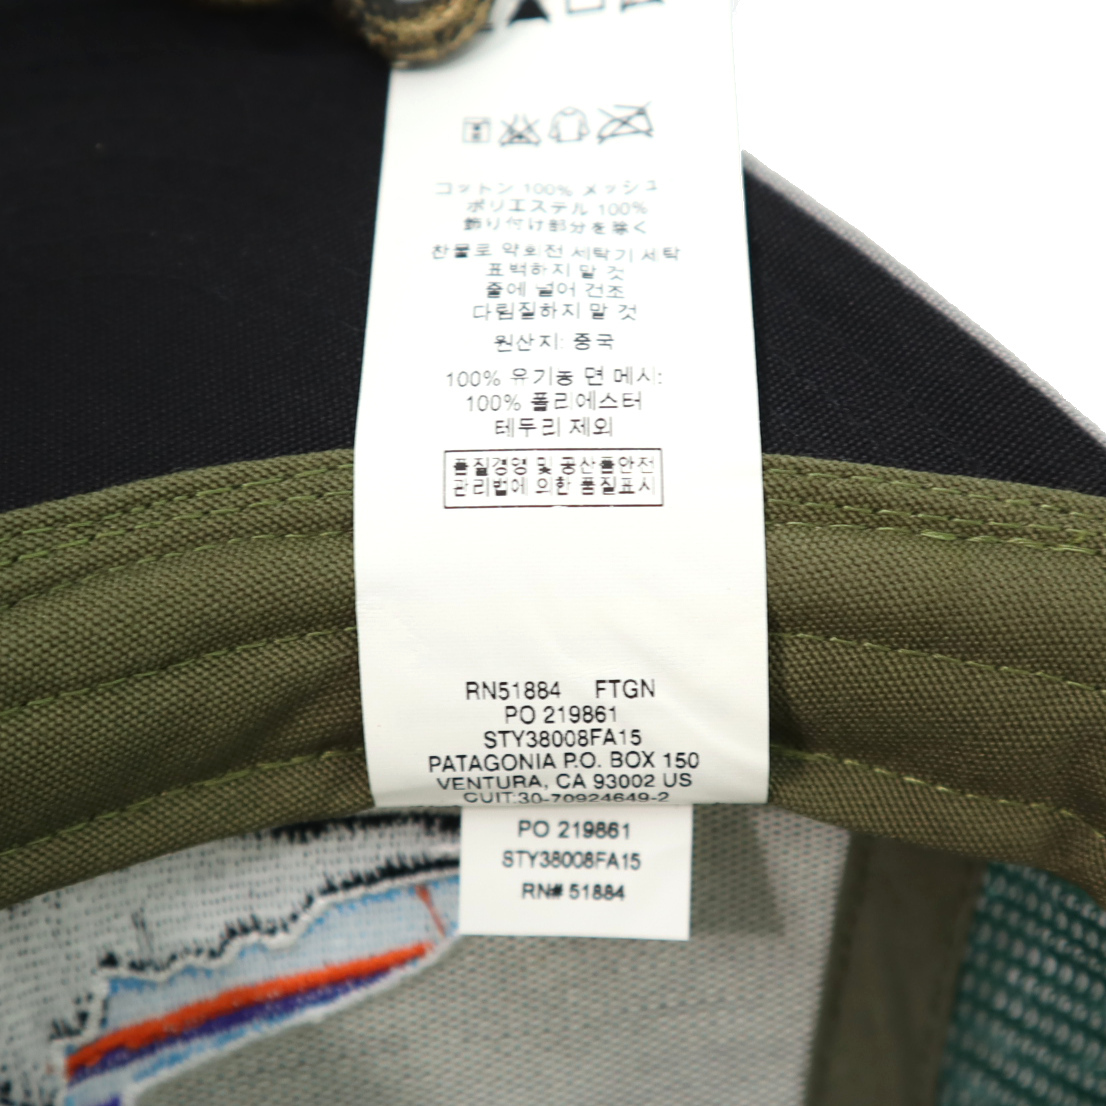 コットン 100% メッシュ
ポリエステル 100%
飾り付け部分を除く
찬물로 약회전 세탁기 세탁
표백하지 말 것
줄에 널어 건조
다림질하지 말 것
원산지: 중국
100% 유기농 면 메시:
100% 폴리에스터
테두리 제외
품질경영 및 공산품안전
관리법에 의한 품질표시
RN51884 FTGN
PO 219861
STY38008FA15
PATAGONIA P.O. BOX 150
VENTURA, CA 93002 US
CUIT:30-70924649-2
PO 219861
STY38008FA15
RN# 51884